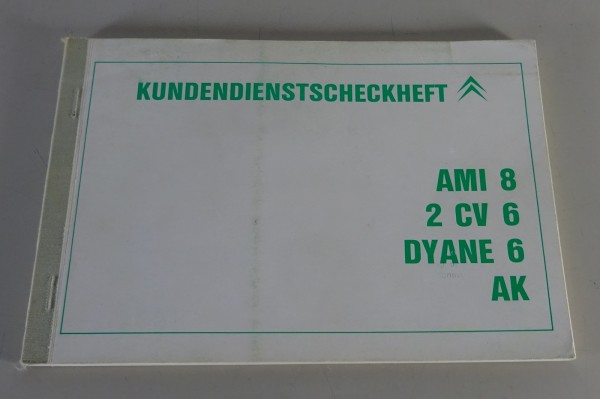 KUNDENDIENSTSCHECKHEFT
AMI 8
2 CV 6
DYANE 6
AK